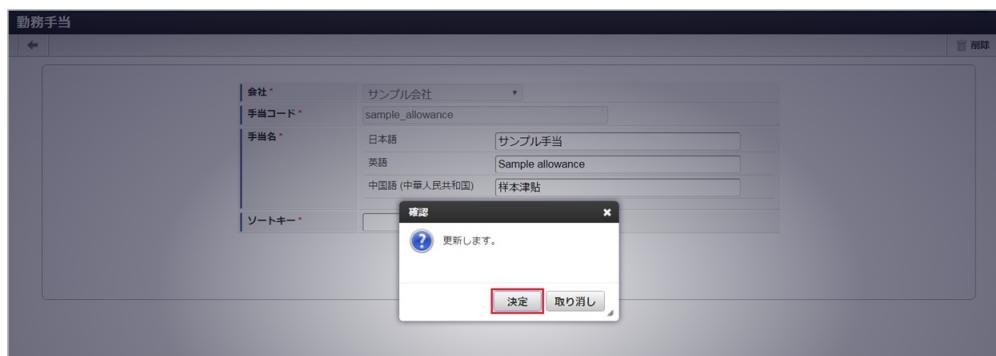 勤務手当
削除
会社*
サンプル会社
手当コード*
sample_allowance
手当名*
日本語
サンプル手当
英語
Sample allowance
中国語 (中華人民共和国)
样本津貼
ソートキー*
確認
更新します。
決定
取り消し